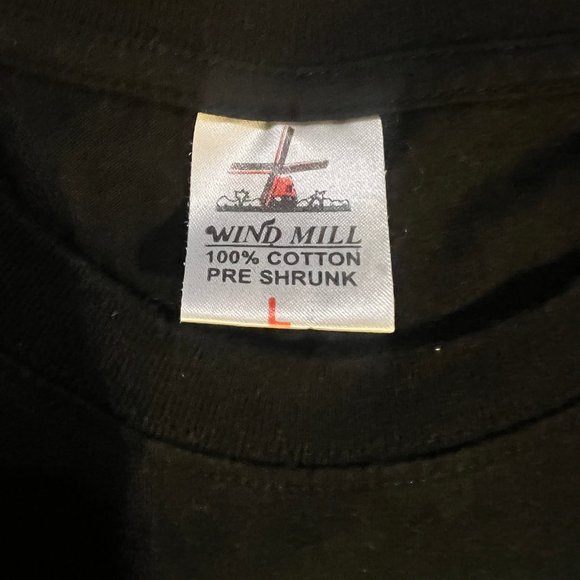 WIND MILL
100% COTTON
PRE SHRUNK
L